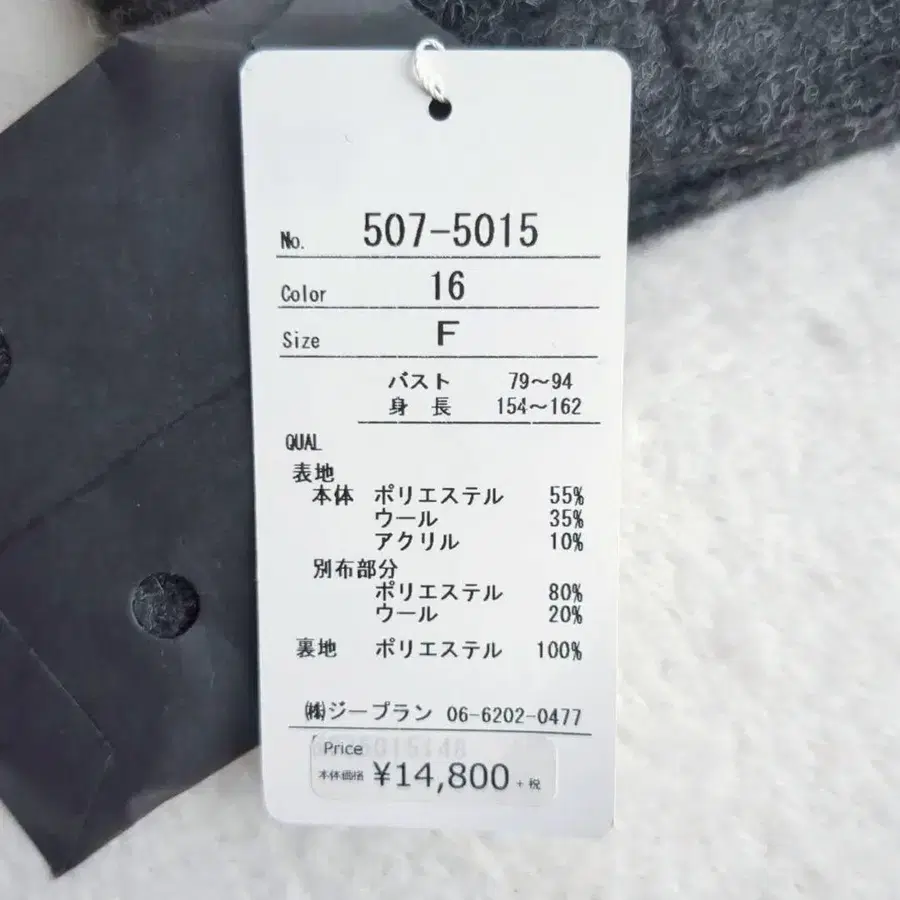 No. 507-5015
Color 16
Size F
バスト 79～94
身 長 154～162
QUAL
表地
本体 ポリエステル 55%
ウール 35%
アクリル 10%
別布部分
ポリエステル 80%
ウール 20%
裏地 ポリエステル 100%
㈱ジープラン 06-6202-0477
Price
本体価格 ¥14,800 +税